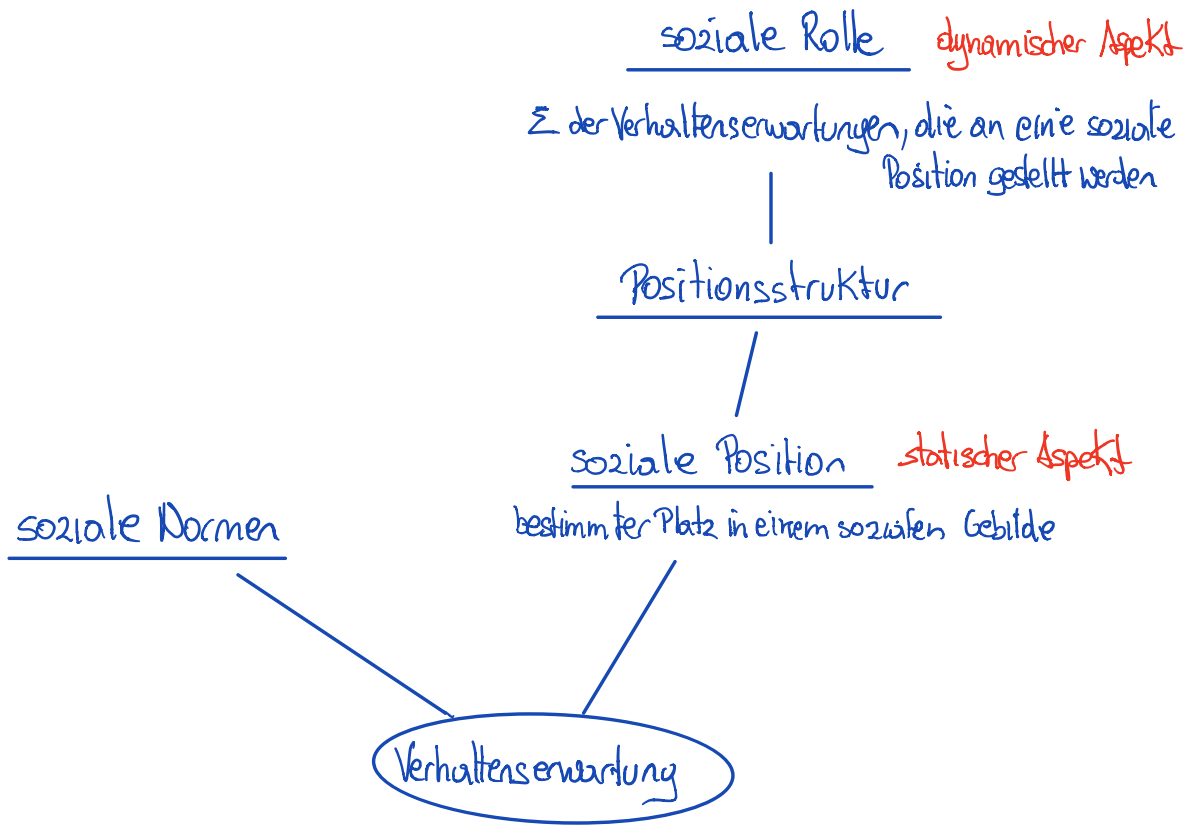 soziale Rolle dynamischer Aspekt
Σ der Verhaltenserwartungen, die an eine soziale
Position gestellt werden
Positionsstruktur
soziale Position statischer Aspekt
bestimmter Platz in einem sozialen Gebilde
soziale Normen
Verhaltenserwartung